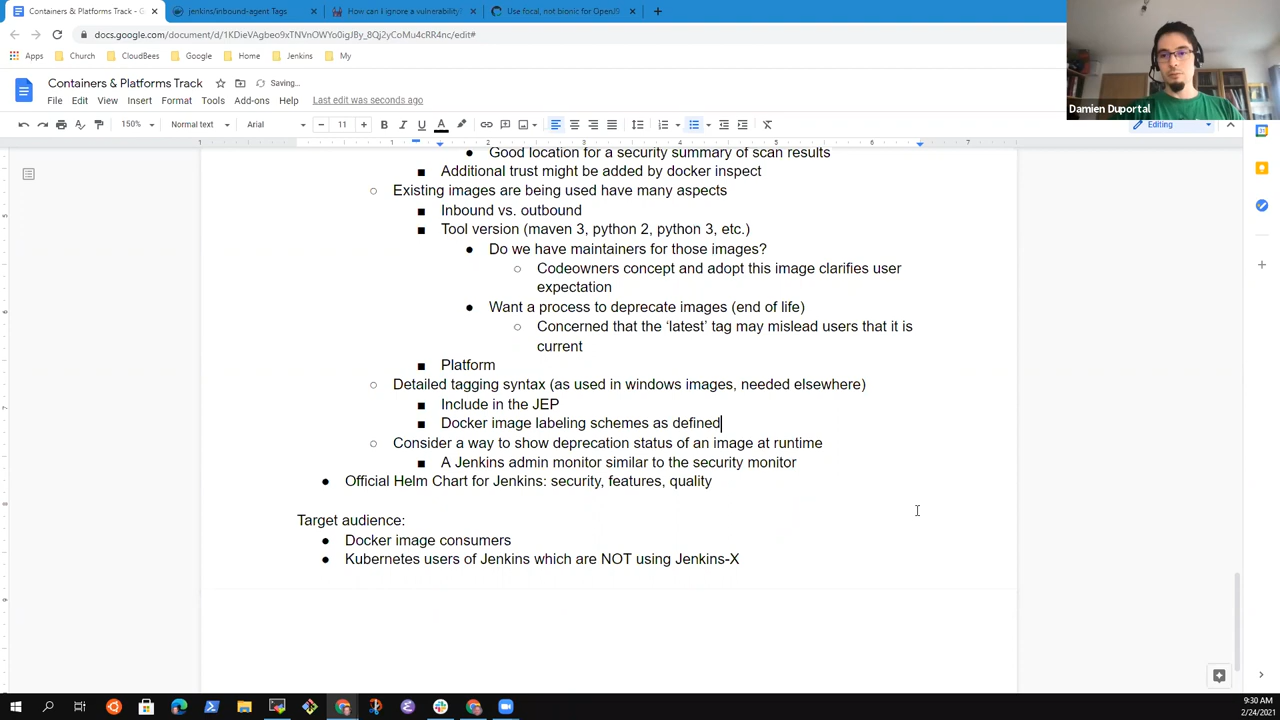 Containers & Platforms Track - G
jenkins/inbound-agent Tags
How can i ignore a vulnerability?
Use focal, not bionic for OpenJ
docs.google.com/document/d/1KDieVAgbeo9xTNVnOWYo0igJ8y_8Qj2yCoMu4cRR4nc/edit#
Apps Church CloudBees Google Home Jenkins My
Containers & Platforms Track
Saving...
File Edit View Insert Format Tools Add-ons Help Last edit was seconds ago
150% Normal text Arial 11 Editing
Damien Duportal
1 1 2 3 4 5 6 7
Good location for a security summary of scan results
Additional trust might be added by docker inspect
Existing images are being used have many aspects
Inbound vs. outbound
Tool version (maven 3, python 2, python 3, etc.)
Do we have maintainers for those images?
Codeowners concept and adopt this image clarifies user
expectation
Want a process to deprecate images (end of life)
Concerned that the ‘latest’ tag may mislead users that it is
current
Platform
Detailed tagging syntax (as used in windows images, needed elsewhere)
Include in the JEP
Docker image labeling schemes as defined
Consider a way to show deprecation status of an image at runtime
A Jenkins admin monitor similar to the security monitor
Official Helm Chart for Jenkins: security, features, quality
Target audience:
Docker image consumers
Kubernetes users of Jenkins which are NOT using Jenkins-X
9:30 AM
2/24/2021